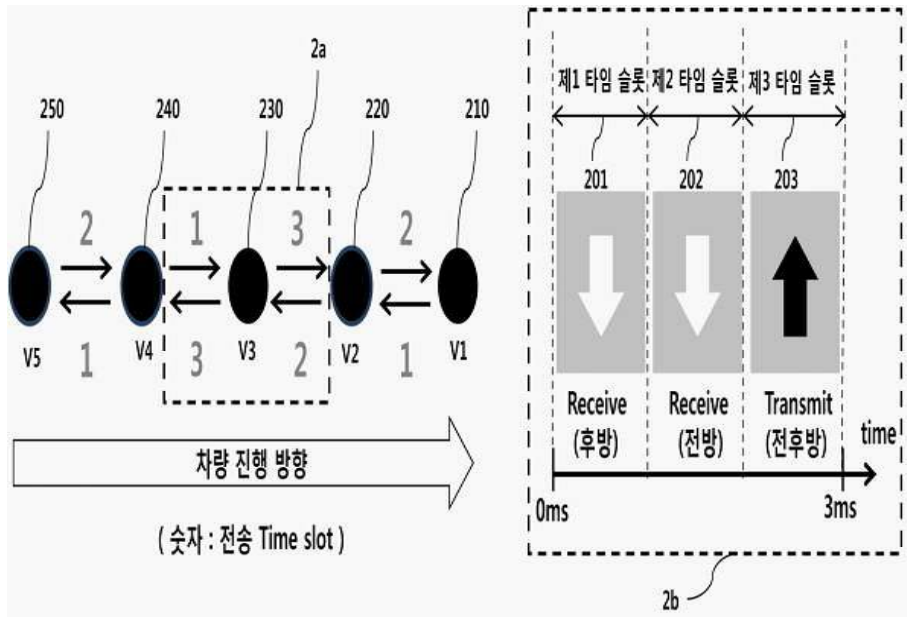 2a
250
240
230
220
210
2
1
3
2
V5
V4
V3
V2
V1
1
3
2
1
차량 진행 방향
( 숫자 : 전송 Time slot )
제1 타임 슬롯
제2 타임 슬롯
제3 타임 슬롯
201
202
203
Receive
(후방)
Receive
(전방)
Transmit
(전후방)
time
0ms
3ms
2b